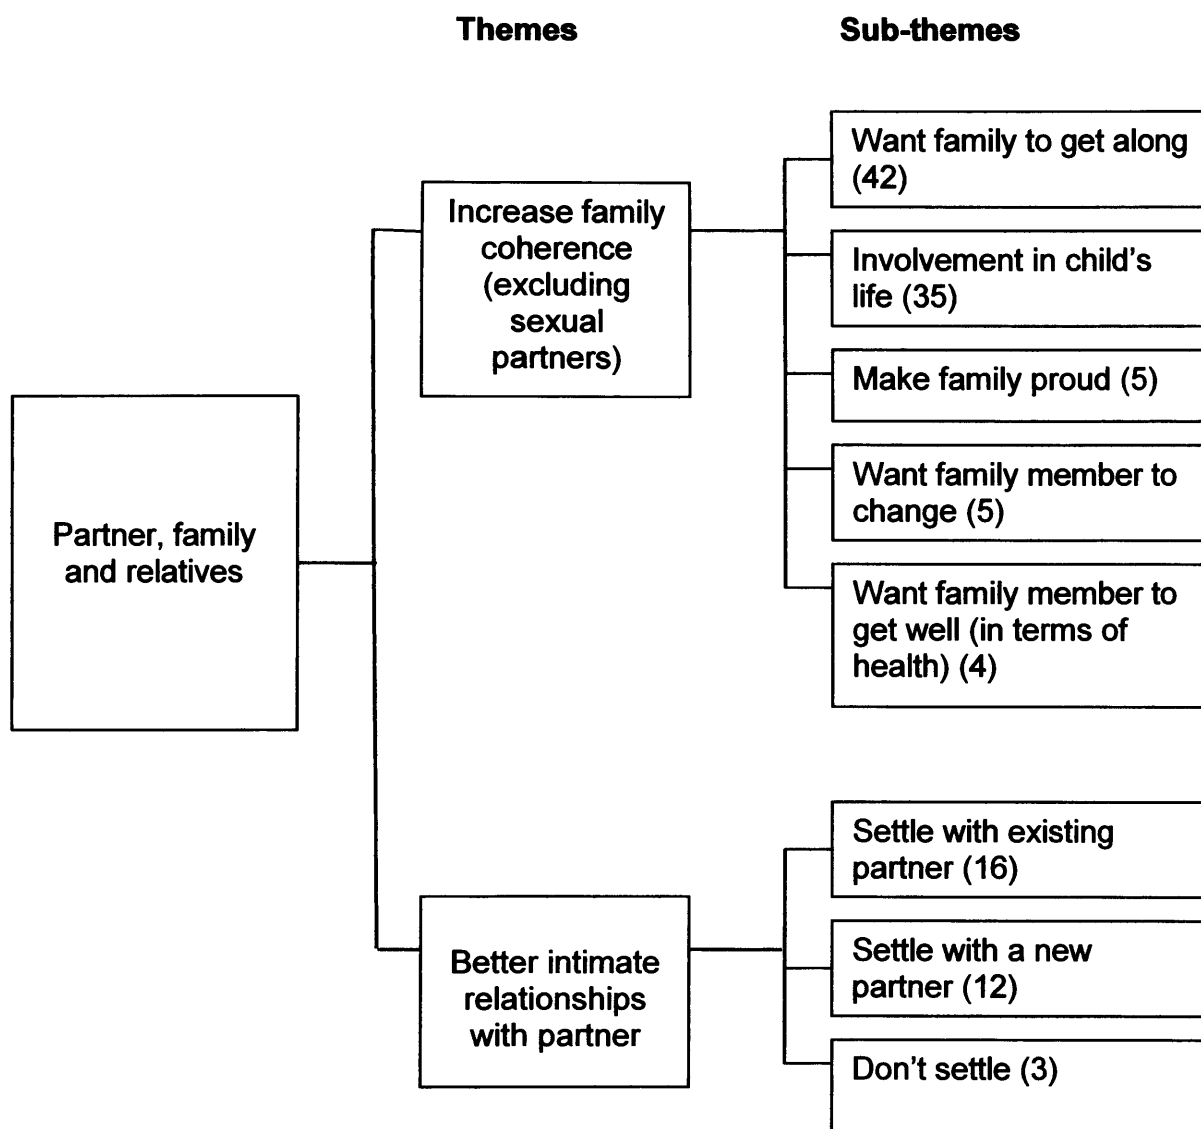 Themes
Sub-themes
Partner, family
and relatives
Increase family
coherence
(excluding
sexual
partners)
Want family to get along
(42)
Involvement in child's
life (35)
Make family proud (5)
Want family member to
change (5)
Want family member to
get well (in terms of
health) (4)
Better intimate
relationships
with partner
Settle with existing
partner (16)
Settle with a new
partner (12)
Don't settle (3)